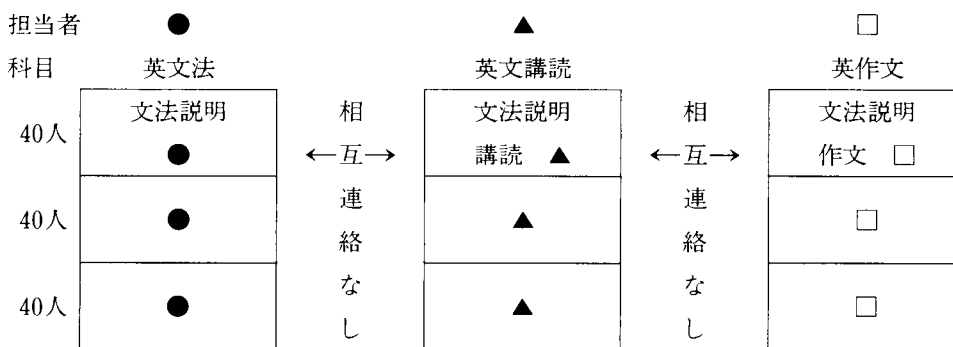 担当者 ● ▲ □
科目 英文法 英文講読 英作文
40人 文法説明 ● 文法説明 講読 ▲ 文法説明 作文 □
←相互連絡なし→ ←相互連絡なし→
40人 ● ▲ □
40人 ● ▲ □